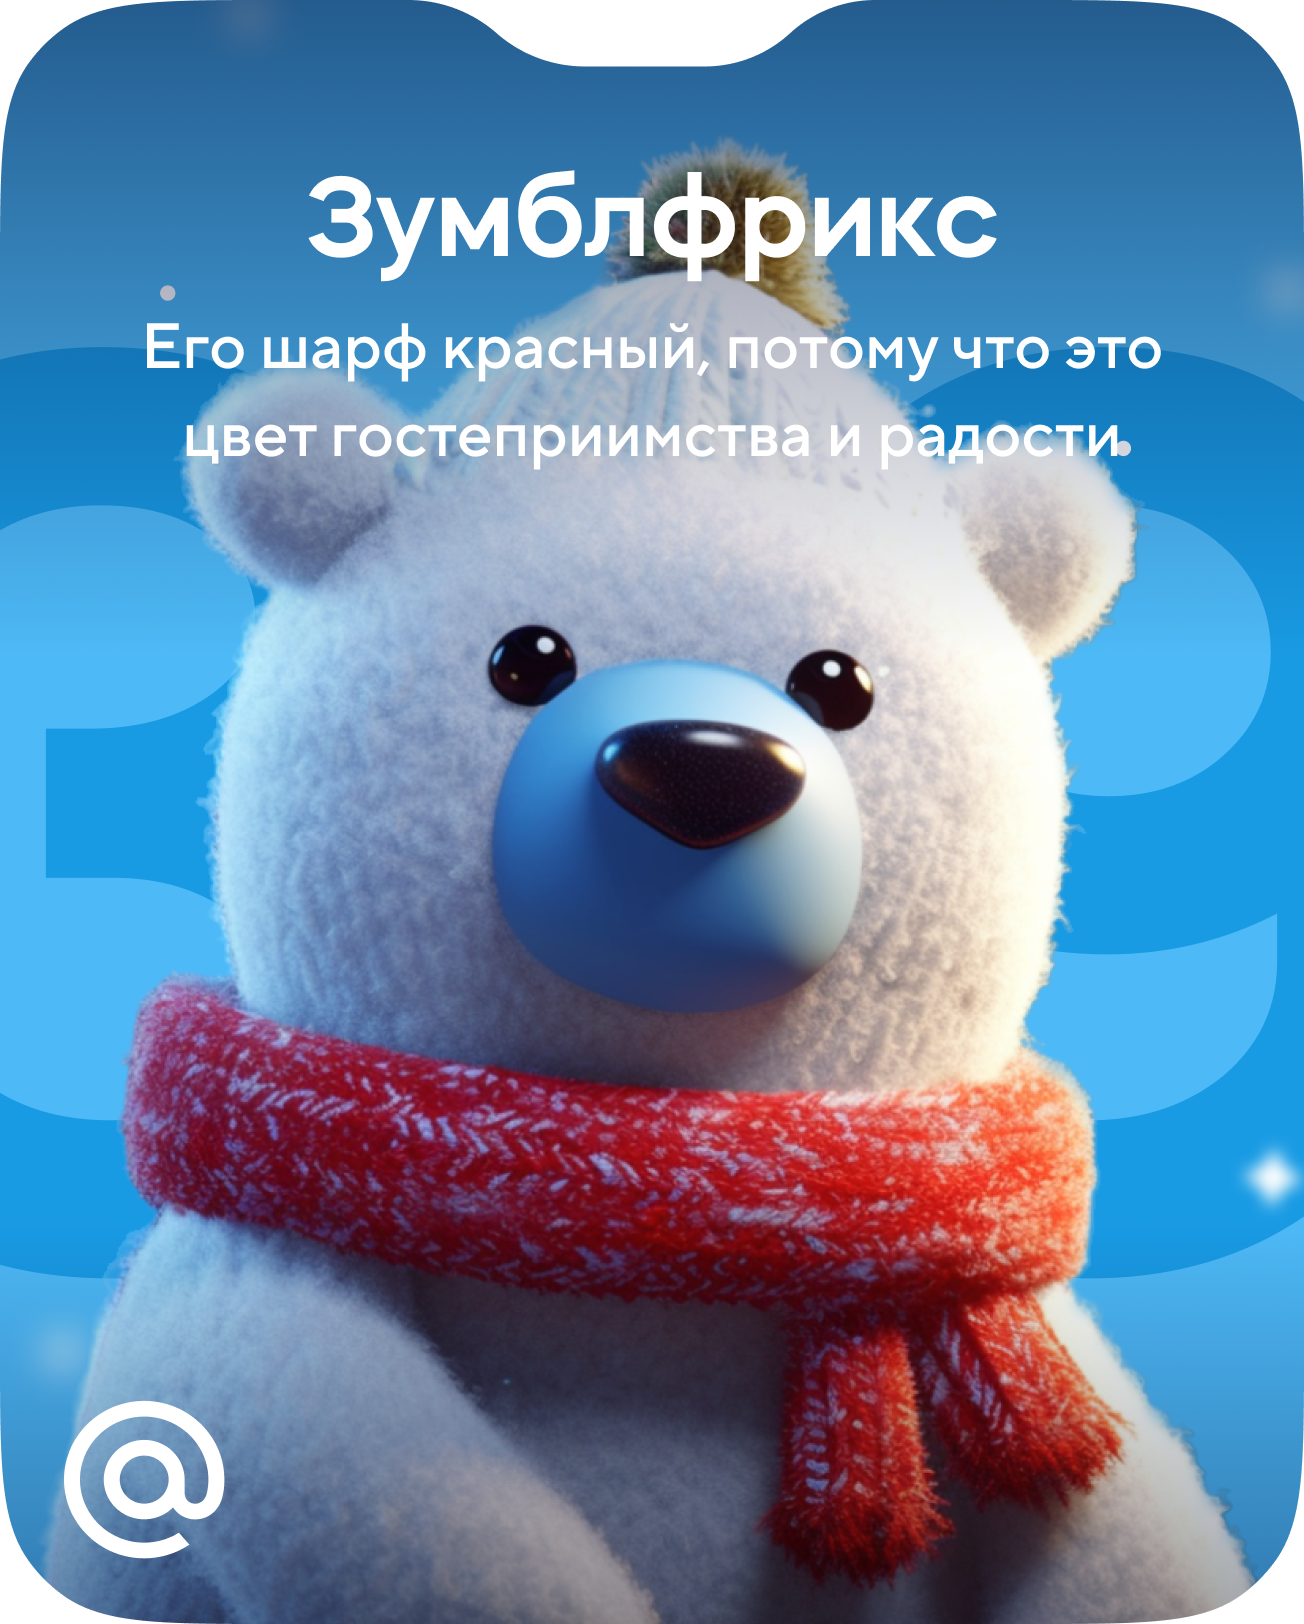 Зумблфрикс
Его шарф красный, потому что это
цвет гостеприимства и радости.
@